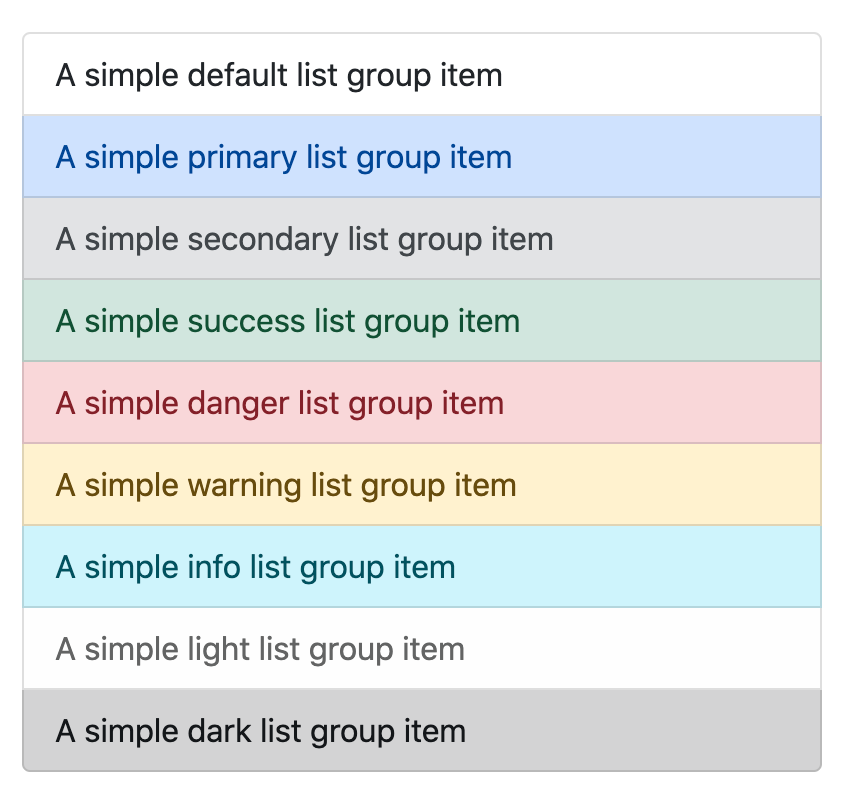 A simple default list group item
A simple primary list group item
A simple secondary list group item
A simple success list group item
A simple danger list group item
A simple warning list group item
A simple info list group item
A simple light list group item
A simple dark list group item